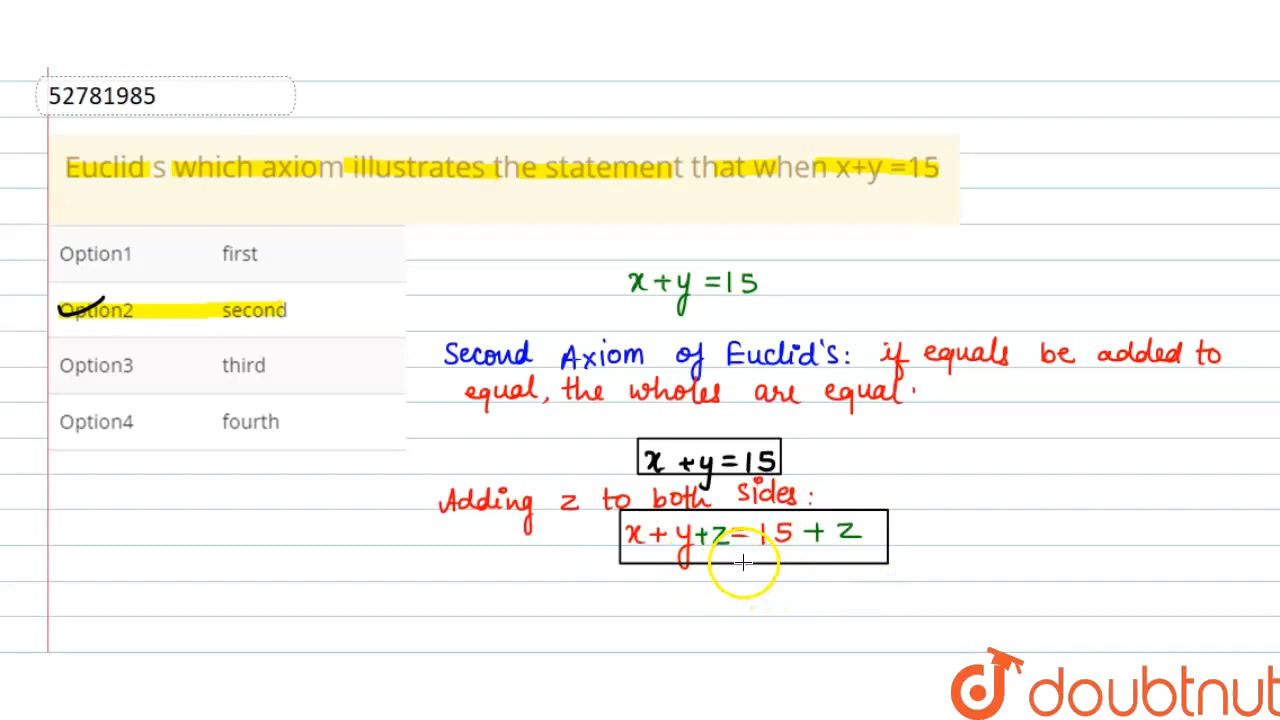 52781985
Euclid s which axiom illustrates the statement that when x+y =15
Option1 first
Option2 second
Option3 third
Option4 fourth
x+y =15
Second Axiom of Euclid's: if equals be added to
equal, the wholes are equal.
x +y=15
Adding z to both sides:
x+ y+z=15 + z
doubtnut